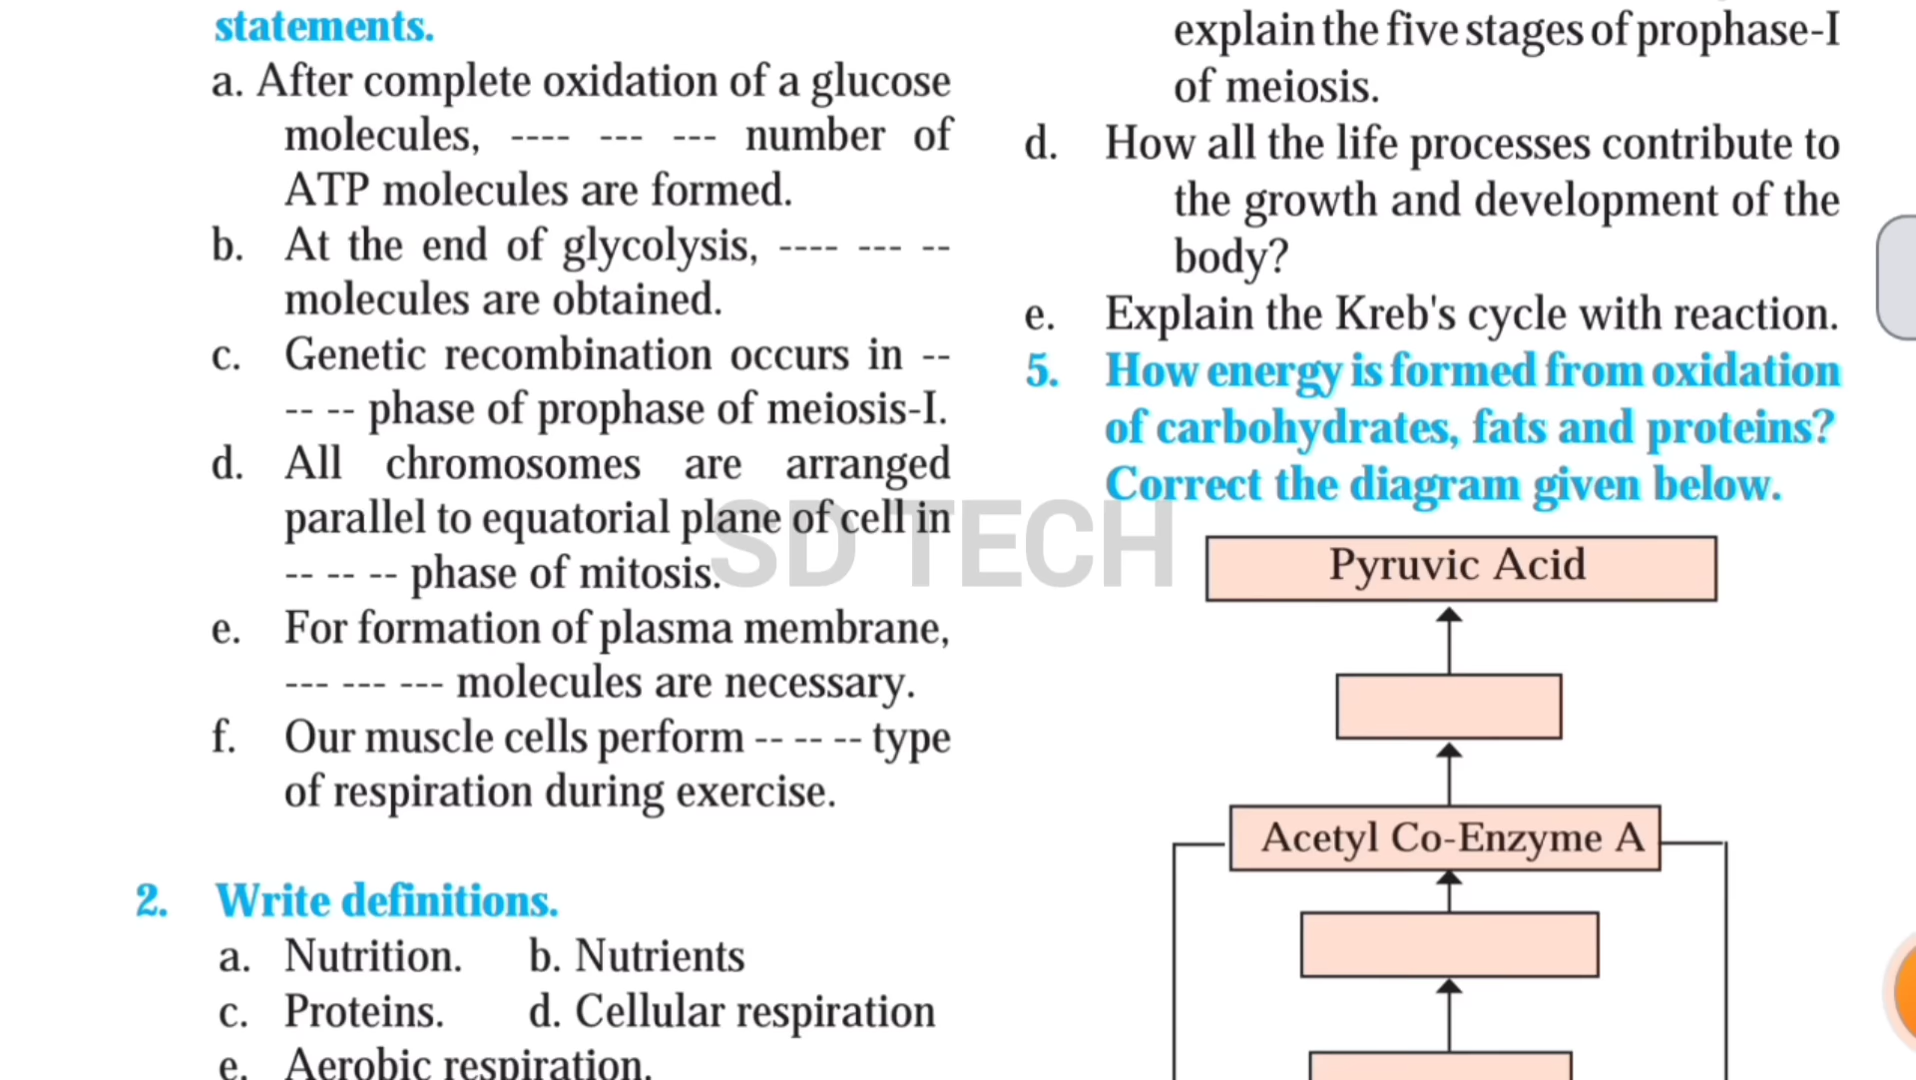 statements.
a. After complete oxidation of a glucose
molecules, ---- --- --- number of
ATP molecules are formed.
b. At the end of glycolysis, ---- --- --
molecules are obtained.
c. Genetic recombination occurs in --
-- -- phase of prophase of meiosis-I.
d. All chromosomes are arranged
parallel to equatorial plane of cell in
-- -- -- phase of mitosis.
e. For formation of plasma membrane,
--- --- --- molecules are necessary.
f. Our muscle cells perform -- -- -- type
of respiration during exercise.
2. Write definitions.
a. Nutrition. b. Nutrients
c. Proteins. d. Cellular respiration
e. Aerobic respiration.
explain the five stages of prophase-I
of meiosis.
d. How all the life processes contribute to
the growth and development of the
body?
e. Explain the Kreb's cycle with reaction.
5. How energy is formed from oxidation
of carbohydrates, fats and proteins?
Correct the diagram given below.
Pyruvic Acid
Acetyl Co-Enzyme A
SD TECH